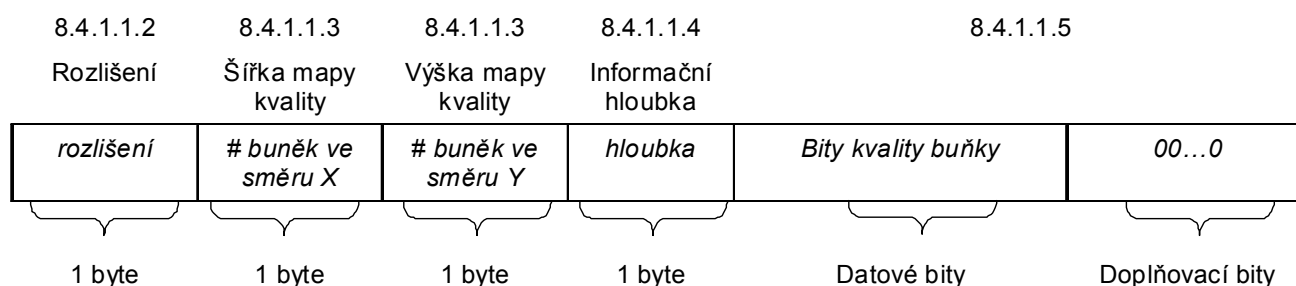 8.4.1.1.2 8.4.1.1.3 8.4.1.1.3 8.4.1.1.4 8.4.1.1.5
Rozlišení Šířka mapy Výška mapy Informační
kvality kvality hloubka
rozlišení # buněk ve # buněk ve hloubka Bity kvality buňky 00...0
směru X směru Y
1 byte 1 byte 1 byte 1 byte Datové bity Doplňovací bity